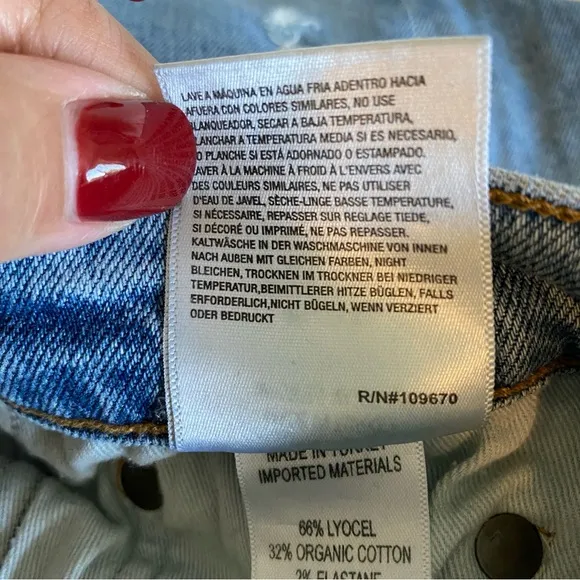 LAVE A MÁQUINA EN AGUA FRIA ADENTRO HACIA
AFUERA CON COLORES SIMILARES, NO USE
BLANQUEADOR, SECAR A BAJA TEMPERATURA,
PLANCHAR A TEMPERATURA MEDIA SI ES NECESARIO,
NO PLANCHE SI ESTÁ ADORNADO O ESTAMPADO.
LAVER À LA MACHINE À FROID À L'ENVERS AVEC
DES COULEURS SIMILAIRES, NE PAS UTILISER
D'EAU DE JAVEL, SÈCHE-LINGE BASSE TEMPERATURE,
SI NÉCESSAIRE, REPASSER SUR REGLAGE TIEDE,
SI DÉCORÉ OU IMPRIMÉ, NE PAS REPASSER.
KALTWÄSCHE IN DER WASCHMASCHINE VON INNEN
NACH AUßEN MIT GLEICHEN FARBEN, NIGHT
BLEICHEN, TROCKNEN IM TROCKNER BEI NIEDRIGER
TEMPERATUR,BEIMITTLERER HITZE BÜGLEN, FALLS
ERFORDERLICH,NICHT BÜGELN, WENN VERZIERT
ODER BEDRUCKT
R/N#109670
MADE IN TURKEY
IMPORTED MATERIALS
66% LYOCEL
32% ORGANIC COTTON
2% ELASTANE